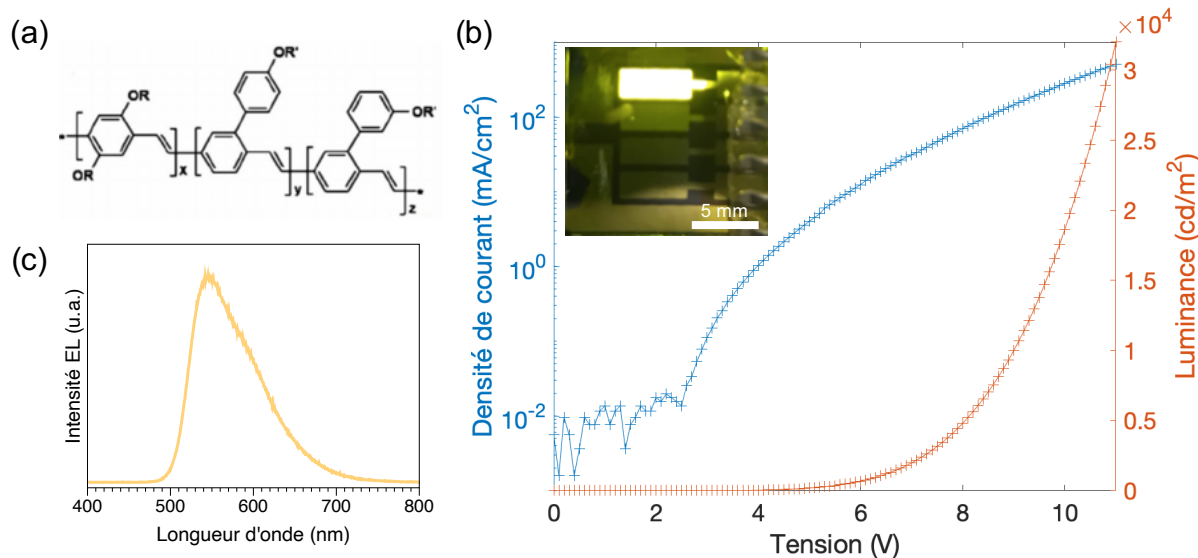 (a)
OR'
OR
OR'
OR
x
y
z
*
*
(b)
×10⁴
Densité de courant (mA/cm²)
10²
10⁰
10⁻²
5 mm
3
2.5
2
1.5
1
0.5
0
Luminance (cd/m²)
0 2 4 6 8 10
Tension (V)
(c)
Intensité EL (u.a.)
400 500 600 700 800
Longueur d'onde (nm)